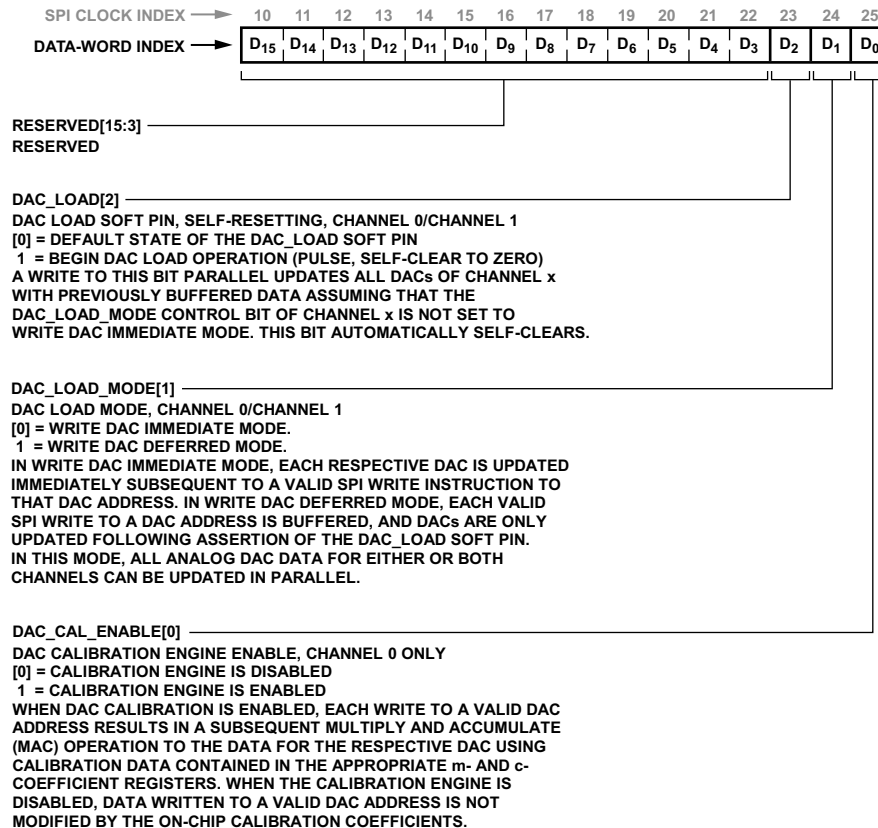 SPI CLOCK INDEX 10 11 12 13 14 15 16 17 18 19 20 21 22 23 24 25
DATA-WORD INDEX D15 D14 D13 D12 D11 D10 D9 D8 D7 D6 D5 D4 D3 D2 D1 D0
RESERVED[15:3]
RESERVED
DAC_LOAD[2]
DAC LOAD SOFT PIN, SELF-RESETTING, CHANNEL 0/CHANNEL 1
[0] = DEFAULT STATE OF THE DAC_LOAD SOFT PIN
1 = BEGIN DAC LOAD OPERATION (PULSE, SELF-CLEAR TO ZERO)
A WRITE TO THIS BIT PARALLEL UPDATES ALL DACs OF CHANNEL x
WITH PREVIOUSLY BUFFERED DATA ASSUMING THAT THE
DAC_LOAD_MODE CONTROL BIT OF CHANNEL x IS NOT SET TO
WRITE DAC IMMEDIATE MODE. THIS BIT AUTOMATICALLY SELF-CLEARS.
DAC_LOAD_MODE[1]
DAC LOAD MODE, CHANNEL 0/CHANNEL 1
[0] = WRITE DAC IMMEDIATE MODE.
1 = WRITE DAC DEFERRED MODE.
IN WRITE DAC IMMEDIATE MODE, EACH RESPECTIVE DAC IS UPDATED
IMMEDIATELY SUBSEQUENT TO A VALID SPI WRITE INSTRUCTION TO
THAT DAC ADDRESS. IN WRITE DAC DEFERRED MODE, EACH VALID
SPI WRITE TO A DAC ADDRESS IS BUFFERED, AND DACs ARE ONLY
UPDATED FOLLOWING ASSERTION OF THE DAC_LOAD SOFT PIN.
IN THIS MODE, ALL ANALOG DAC DATA FOR EITHER OR BOTH
CHANNELS CAN BE UPDATED IN PARALLEL.
DAC_CAL_ENABLE[0]
DAC CALIBRATION ENGINE ENABLE, CHANNEL 0 ONLY
[0] = CALIBRATION ENGINE IS DISABLED
1 = CALIBRATION ENGINE IS ENABLED
WHEN DAC CALIBRATION IS ENABLED, EACH WRITE TO A VALID DAC
ADDRESS RESULTS IN A SUBSEQUENT MULTIPLY AND ACCUMULATE
(MAC) OPERATION TO THE DATA FOR THE RESPECTIVE DAC USING
CALIBRATION DATA CONTAINED IN THE APPROPRIATE m- AND c-
COEFFICIENT REGISTERS. WHEN THE CALIBRATION ENGINE IS
DISABLED, DATA WRITTEN TO A VALID DAC ADDRESS IS NOT
MODIFIED BY THE ON-CHIP CALIBRATION COEFFICIENTS.